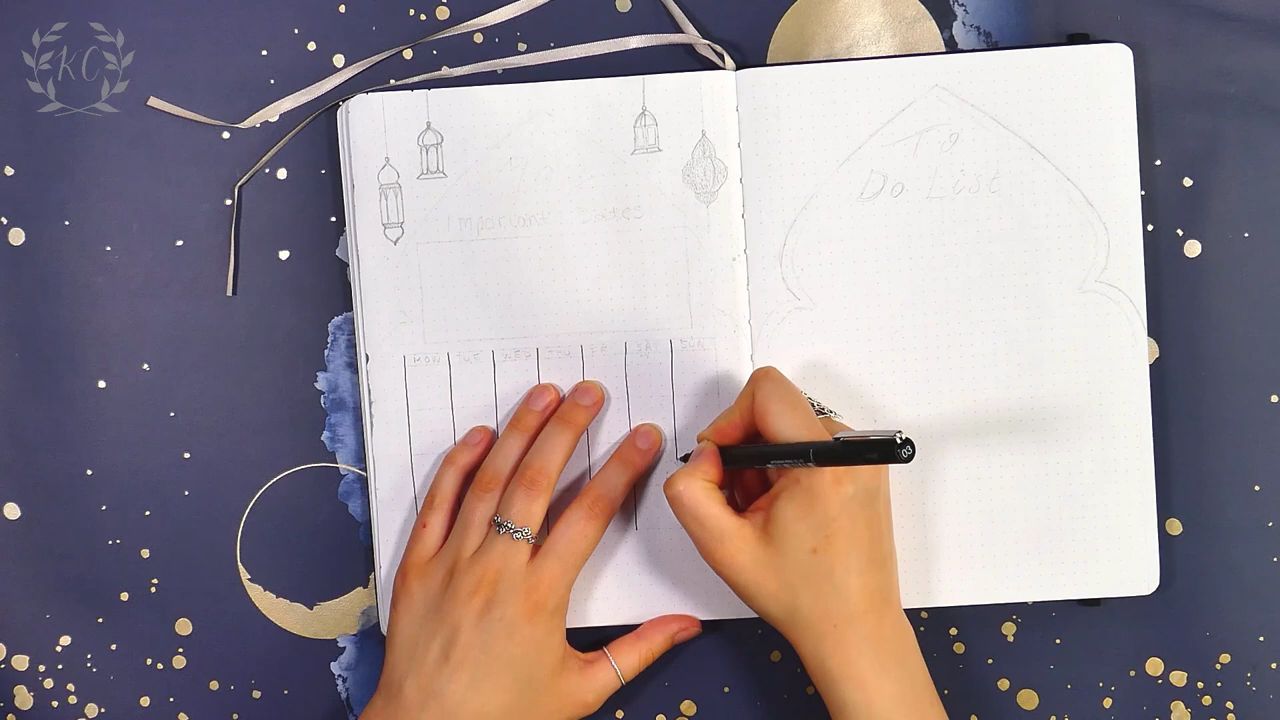 KC
Important Dates
MON TUE WED THU FRI SAT SUN
To
Do List
03